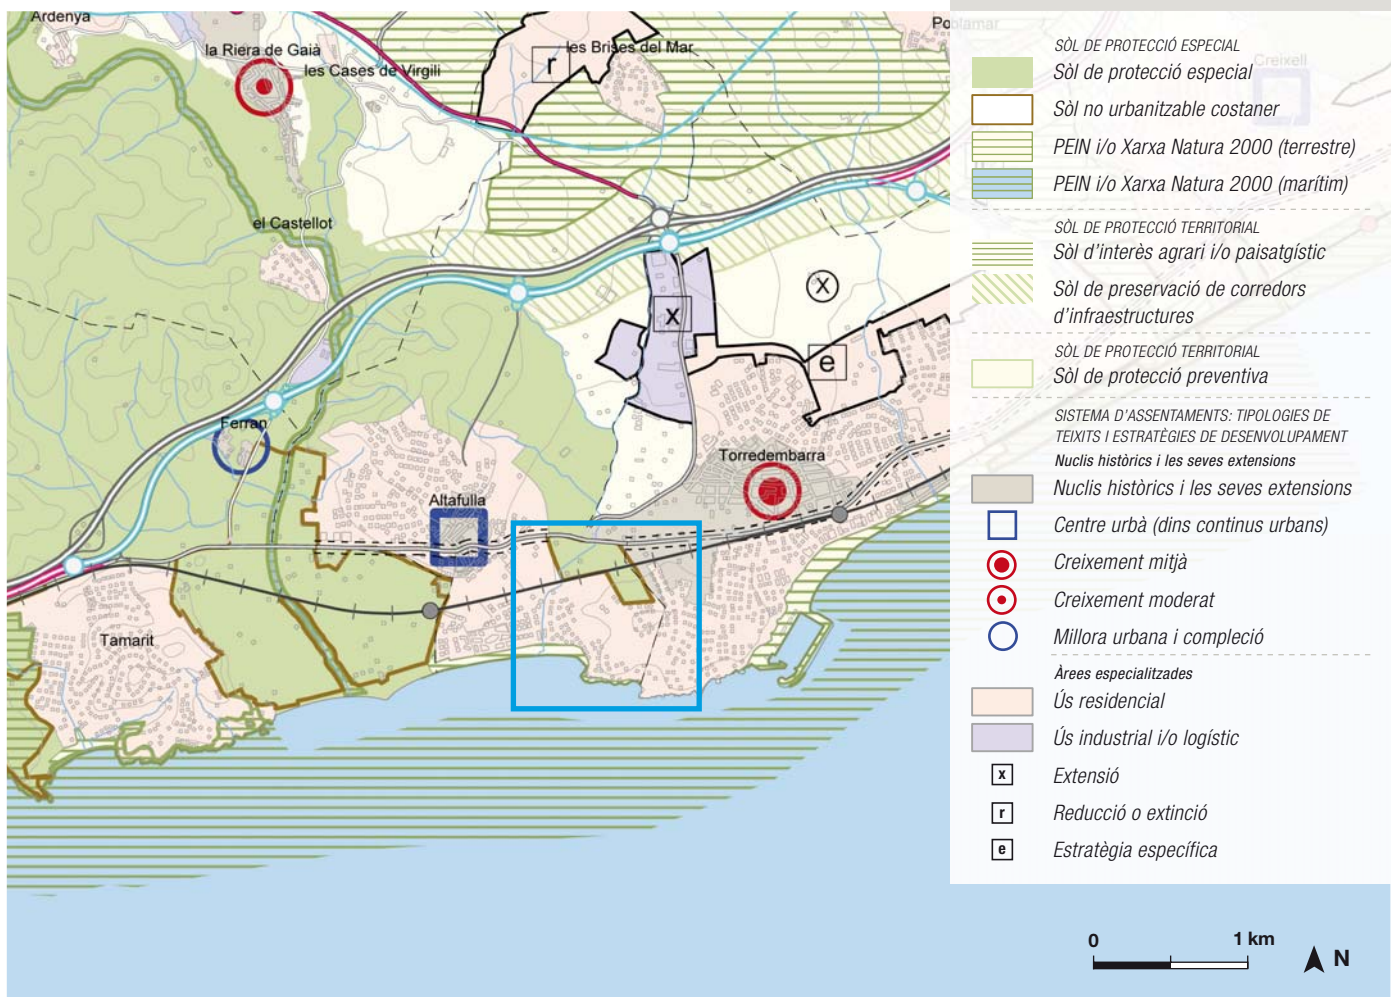 Ardenya
la Riera de Gaià
les Cases de Virgili
les Brises del Mar
r
Poblamar
Creixell
el Castellot
x
x
e
Ferran
Altafulla
Torredembarra
Tamarit
SÒL DE PROTECCIÓ ESPECIAL
Sòl de protecció especial
Sòl no urbanitzable costaner
PEIN i/o Xarxa Natura 2000 (terrestre)
PEIN i/o Xarxa Natura 2000 (marítim)
SÒL DE PROTECCIÓ TERRITORIAL
Sòl d'interès agrari i/o paisatgístic
Sòl de preservació de corredors
d'infraestructures
SÒL DE PROTECCIÓ TERRITORIAL
Sòl de protecció preventiva
SISTEMA D'ASSENTAMENTS: TIPOLOGIES DE
TEIXITS I ESTRATÈGIES DE DESENVOLUPAMENT
Nuclis històrics i les seves extensions
Nuclis històrics i les seves extensions
Centre urbà (dins continus urbans)
Creixement mitjà
Creixement moderat
Millora urbana i compleció
Àrees especialitzades
Ús residencial
Ús industrial i/o logístic
x Extensió
r Reducció o extinció
e Estratègia específica
0 1 km
N